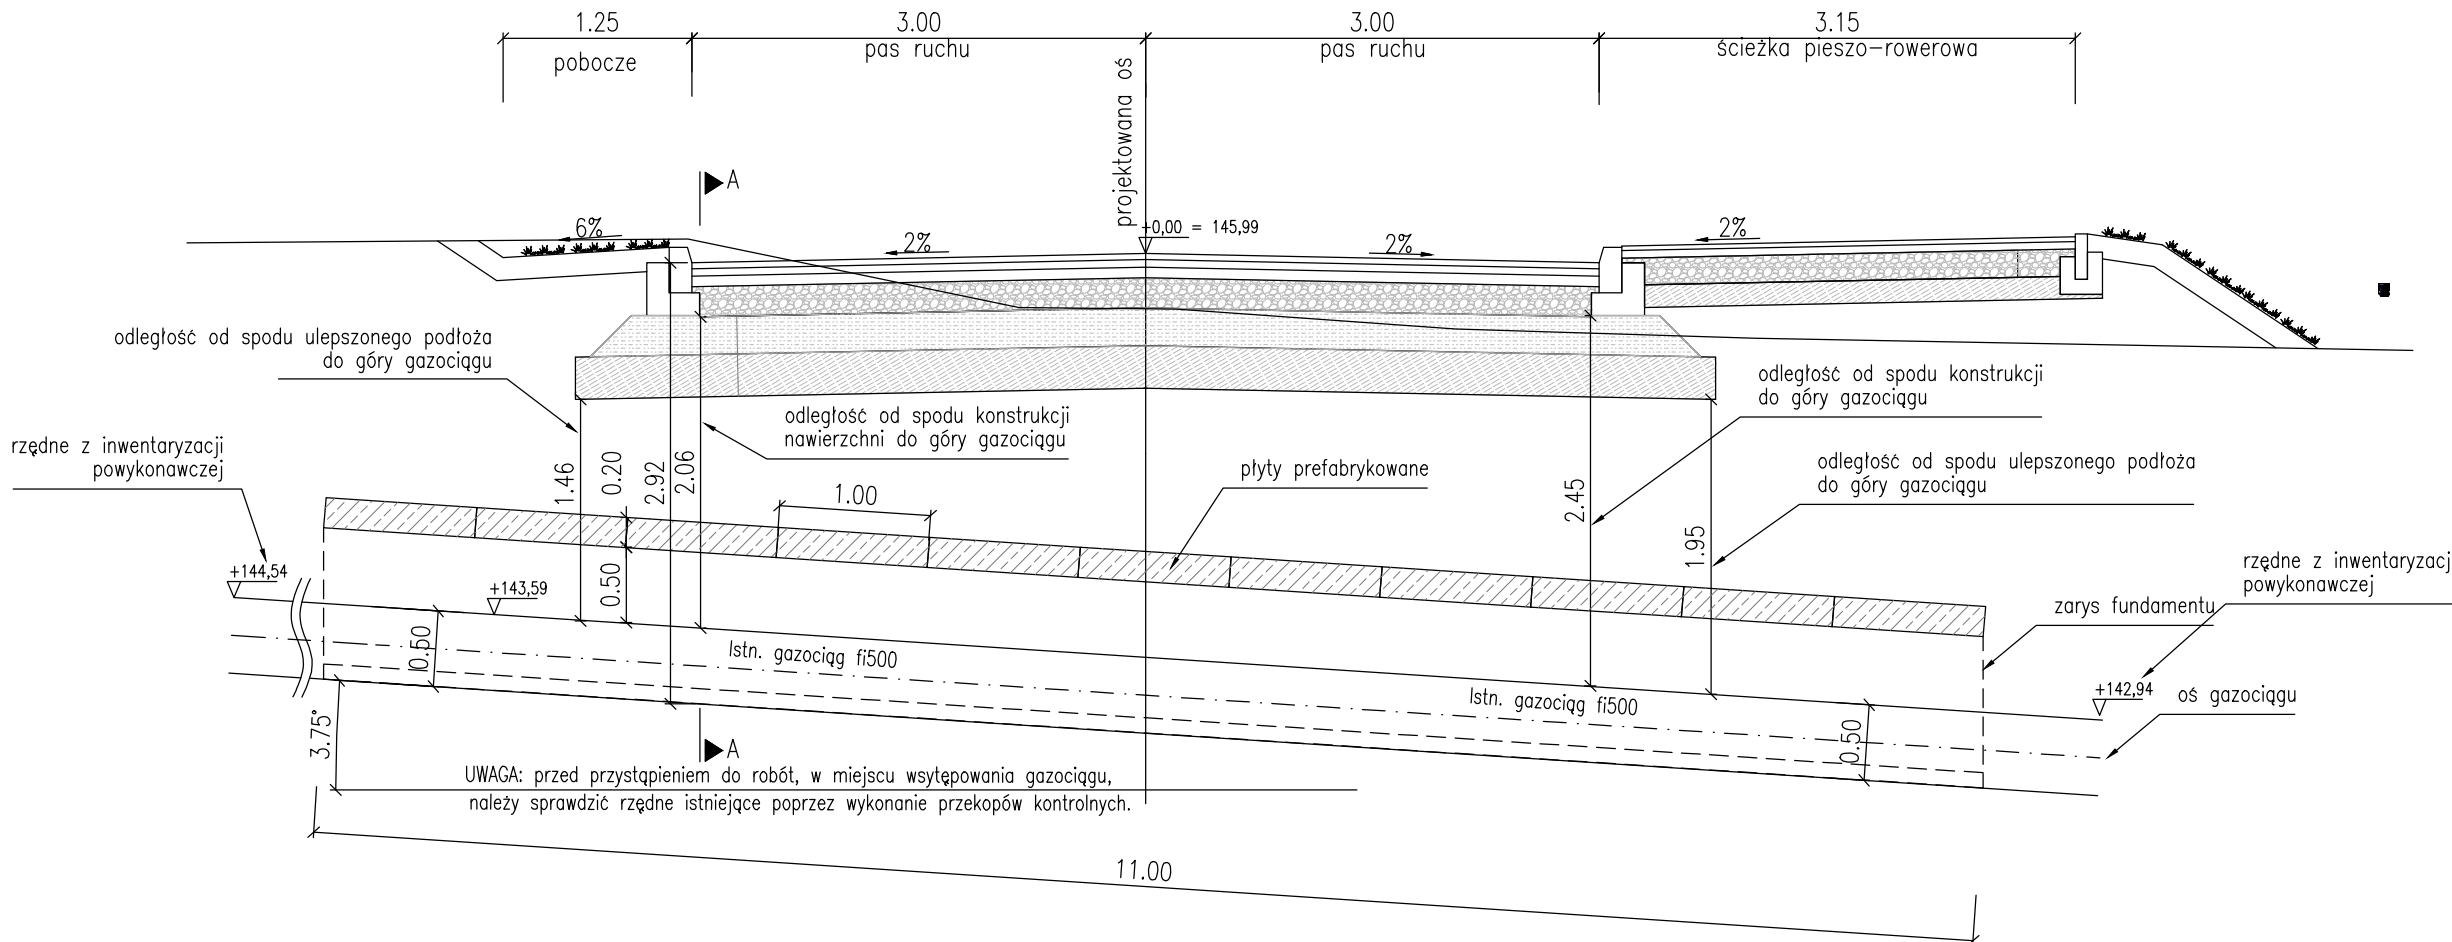 1.25
3.00
3.00
3.15
pobocze
pas ruchu
pas ruchu
ścieżka pieszo-rowerowa
projektowana oś
A
6%
2%
+0,00 = 145,99
2%
2%
odległość od spodu ulepszonego podłoża
do góry gazociągu
odległość od spodu konstrukcji
nawierzchni do góry gazociągu
odległość od spodu konstrukcji
do góry gazociągu
rzędne z inwentaryzacji
powykonawczej
1.46
0.20
2.92
2.06
płyty prefabrykowane
odległość od spodu ulepszonego podłoża
do góry gazociągu
1.00
2.45
1.95
+144,54
+143,59
0.50
rzędne z inwentaryzacj
powykonawczej
zarys fundamentu
0.50
Istn. gazociąg fi500
Istn. gazociąg fi500
+142,94
oś gazociągu
3.75°
0.50
A
UWAGA: przed przystąpieniem do robót, w miejscu wsytępowania gazociągu,
należy sprawdzić rzędne istniejące poprzez wykonanie przekopów kontrolnych.
11.00